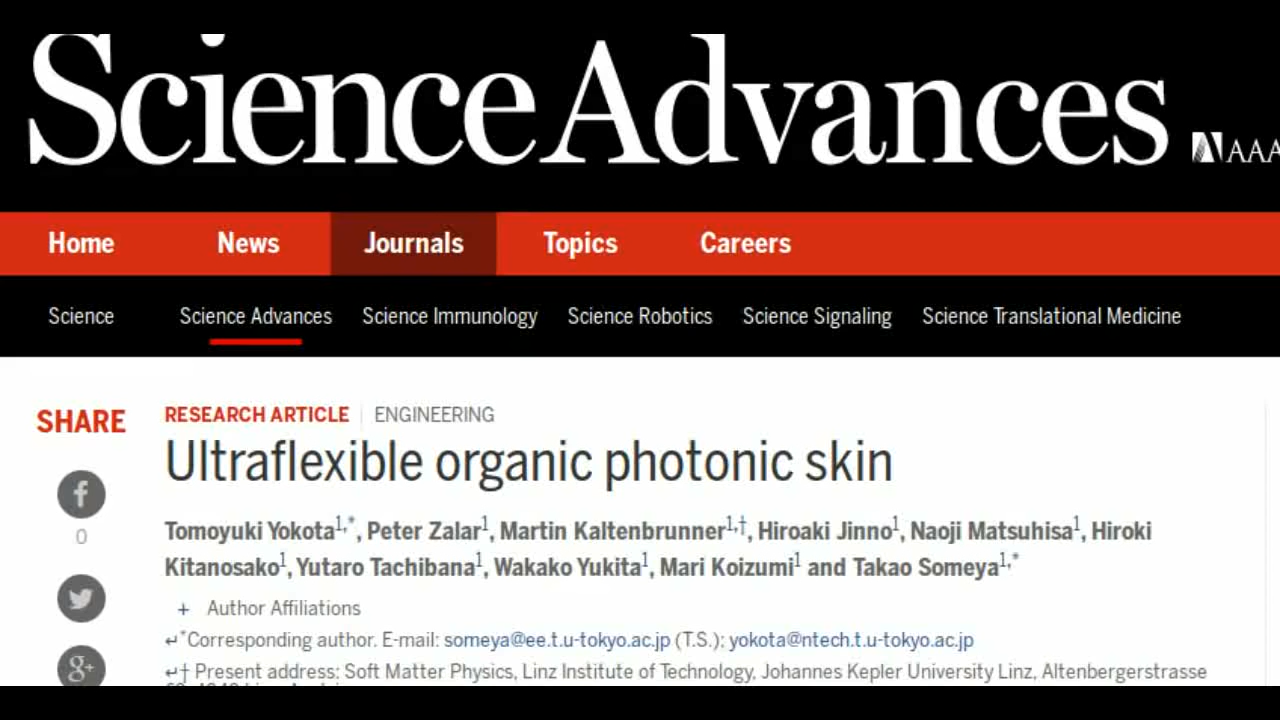 Science Advances
AAA
Home News Journals Topics Careers
Science Science Advances Science Immunology Science Robotics Science Signaling Science Translational Medicine
SHARE
RESEARCH ARTICLE | ENGINEERING
Ultraflexible organic photonic skin
f
0
Tomoyuki Yokota1,*, Peter Zalar1, Martin Kaltenbrunner1,†, Hiroaki Jinno1, Naoji Matsuhisa1, Hiroki
Kitanosako1, Yutaro Tachibana1, Wakako Yukita1, Mari Koizumi1 and Takao Someya1,*
+ Author Affiliations
↵*Corresponding author. E-mail: someya@ee.t.u-tokyo.ac.jp (T.S.); yokota@ntech.t.u-tokyo.ac.jp
g+
↵† Present address: Soft Matter Physics, Linz Institute of Technology, Johannes Kepler University Linz, Altenbergerstrasse